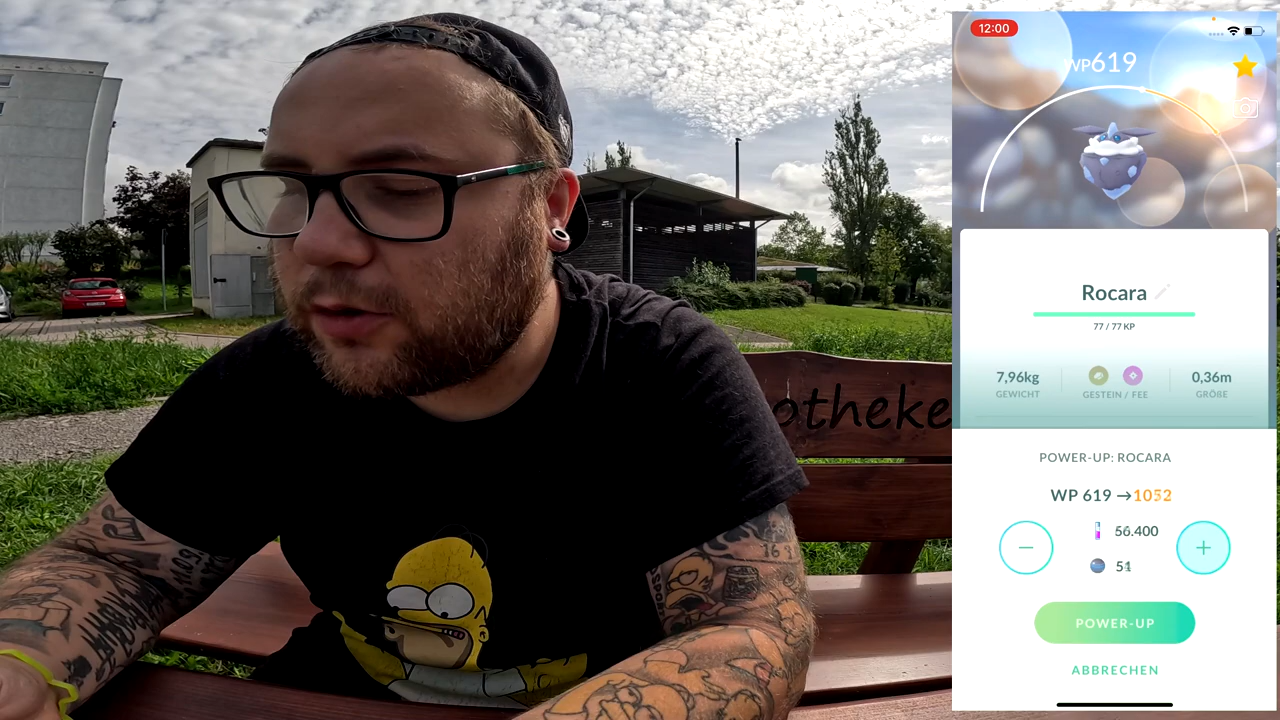 12:00
WP619
Rocara
77 / 77 KP
7,96kg
GEWICHT
GESTEIN / FEE
0,36m
GRÖßE
POWER-UP: ROCARA
WP 619 →1052
56.400
51
POWER-UP
ABBRECHEN
otheke
16